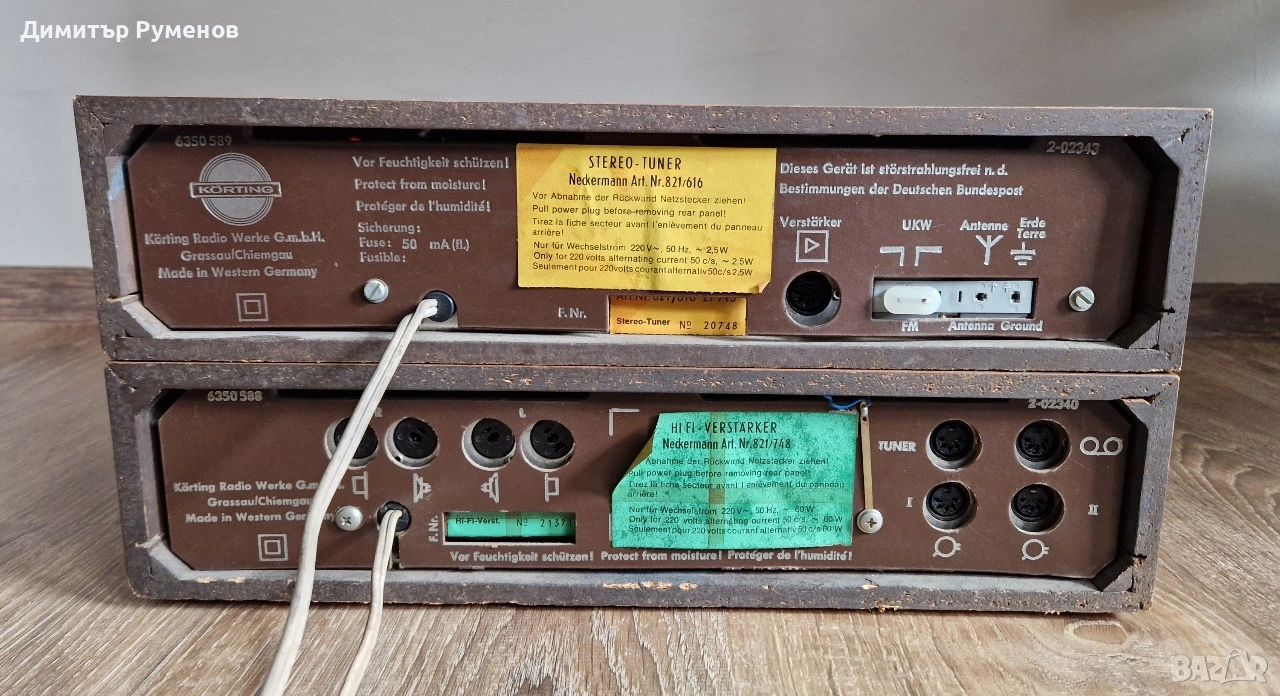 Димитър Руменов
6350 589
KÖRTING
Körting Radio Werke G.m.b.H.
Grassau/Chiemgau
Made in Western Germany
Vor Feuchtigkeit schützen!
Protect from moisture!
Protéger de l'humidité!
Sicherung:
Fuse: 50 mA (fl.)
Fusible:
STEREO-TUNER
Neckermann Art. Nr. 821/616
Vor Abnahme der Rückwand Netzstecker ziehen!
Pull power plug before removing rear panel!
Tirez la fiche secteur avant l'enlèvement du panneau
arrière!
Nur für Wechselstrom 220 V~, 50 Hz, ~ 2,5W
Only for 220 volts alternating current 50 c/s, ~ 2,5W
Seulement pour 220 volts courant alternativ 50 c/s 2,5W
F. Nr.
Stereo-Tuner № 20748
2-02343
Dieses Gerät ist störstrahlungsfrei n. d.
Bestimmungen der Deutschen Bundespost
Verstärker
UKW
Antenne
Erde
Terre
FM
Antenna Ground
6350 588
Körting Radio Werke G.m.
Grassau/Chiemgau
Made in Western Germany
F. Nr.
Hi-Fi-Verst. № 2137
HI FI-VERSTÄRKER
Neckermann Art. Nr. 821/748
Abnahme der Rückwand Netzstecker ziehen!
Pull power plug before removing rear panel!
Tirez la fiche Secteur avant l'enlèvement du panneau
arrière!
Nur für Wechselstrom 220 V~, 50 Hz, ~ 60 W
Only for 220 volts alternating current 50 c/s, ~ 60 W
Seulement pour 220 volts courant alternativ 50 c/s 60 W
Vor Feuchtigkeit schützen! Protect from moisture! Protéger de l'humidité!
2-02340
TUNER
I
II
BAZAR